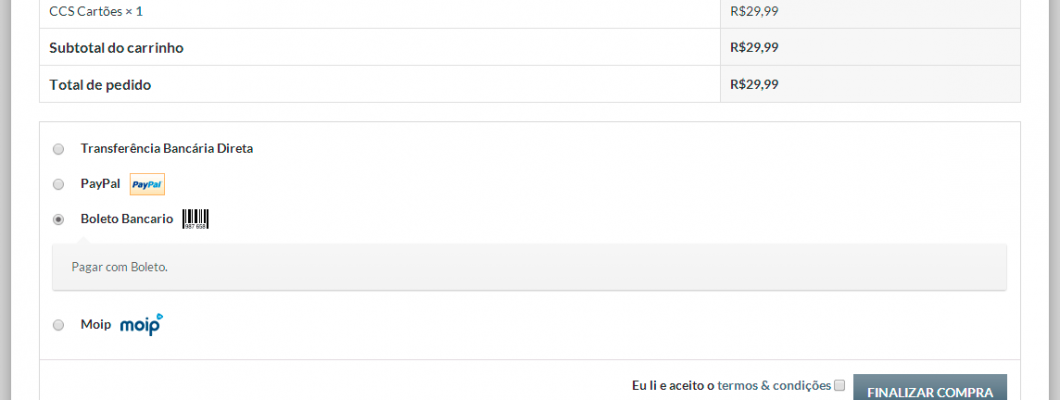 CCS Cartões × 1 R$29,99
Subtotal do carrinho R$29,99
Total de pedido R$29,99
Transferência Bancária Direta
PayPal PayPal
Boleto Bancario 987 658
Pagar com Boleto.
Moip moip
Eu li e aceito o termos & condições FINALIZAR COMPRA